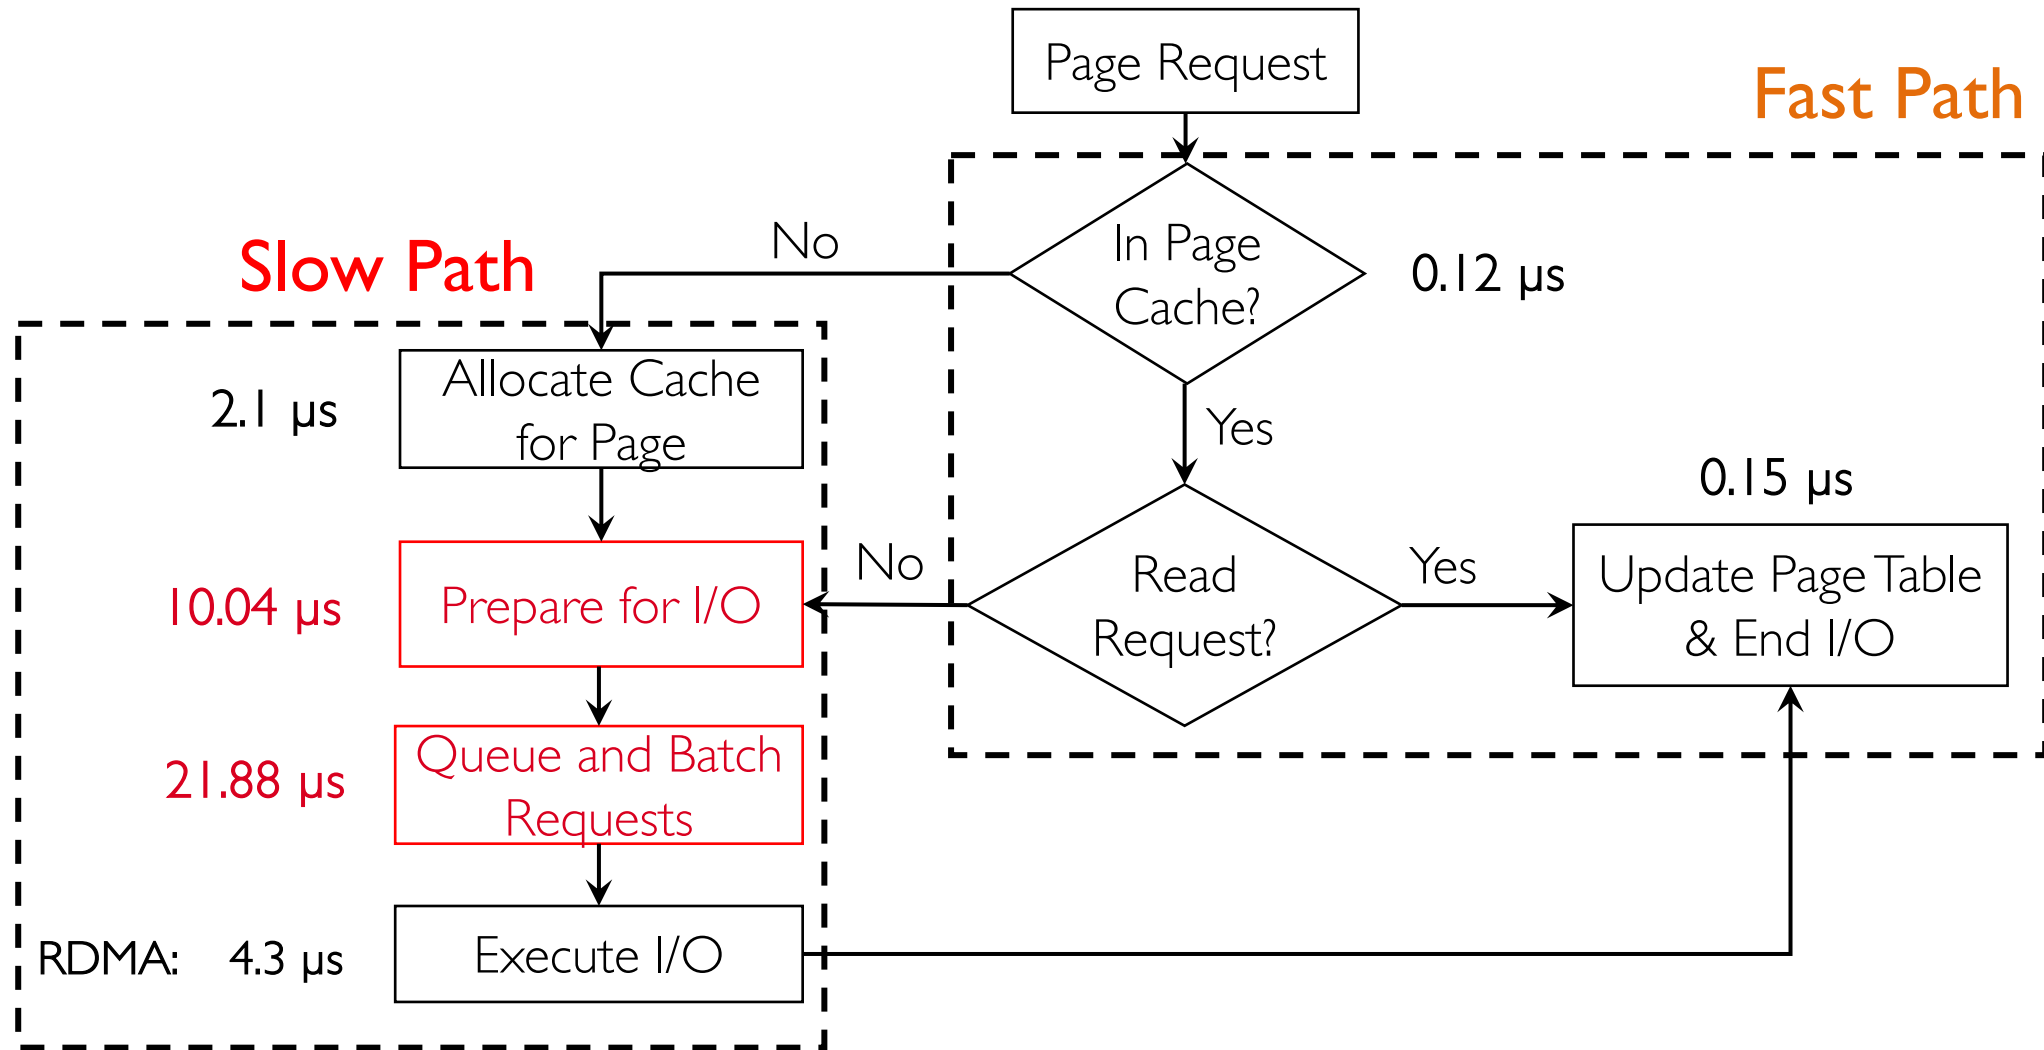 Page Request
Fast Path
In Page
Cache?
0.12 µs
No
Slow Path
Yes
2.1 µs
Allocate Cache
for Page
Read
Request?
No
Yes
0.15 µs
Update Page Table
& End I/O
10.04 µs
Prepare for I/O
21.88 µs
Queue and Batch
Requests
RDMA: 4.3 µs
Execute I/O